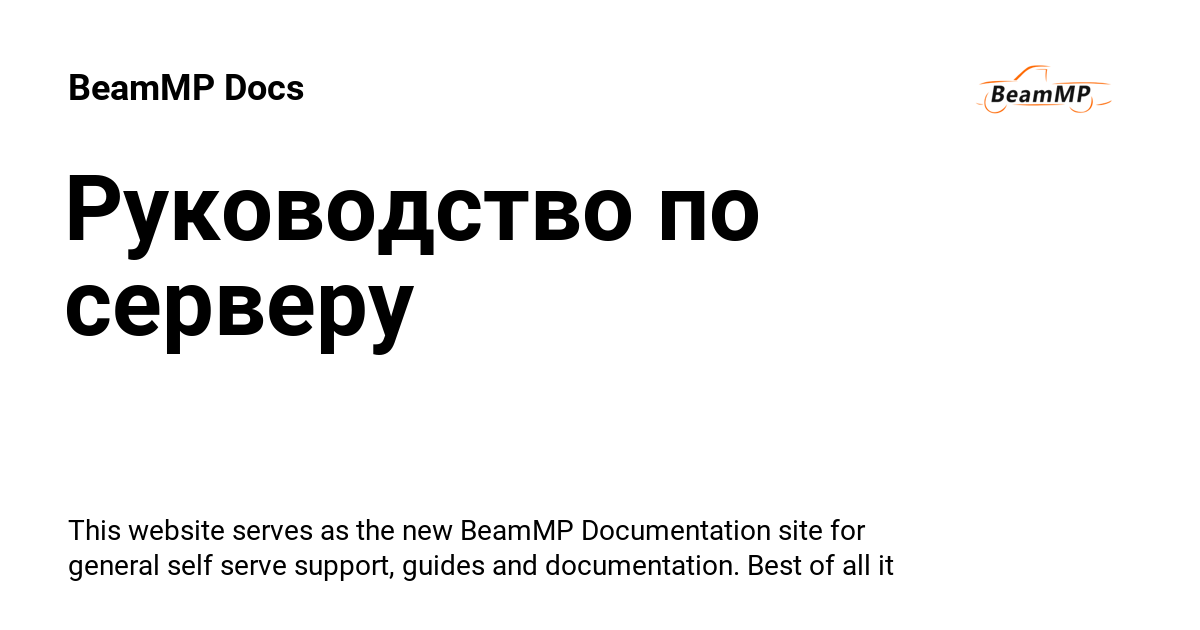 BeamMP Docs
BeamMP
Руководство по
серверу
This website serves as the new BeamMP Documentation site for
general self serve support, guides and documentation. Best of all it